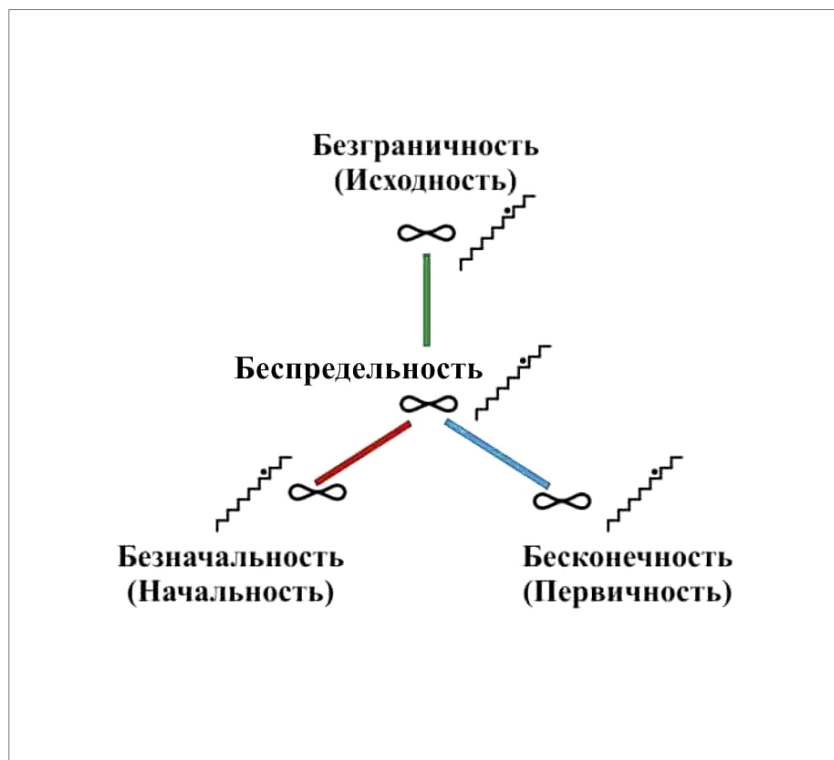 Безграничность
(Исходность)
Беспредельность
Безначальность
(Начальность)
Бесконечность
(Первичность)